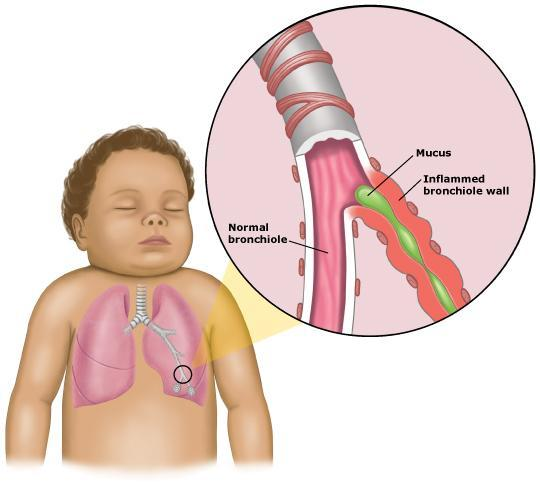 Mucus
Inflammed
bronchiole wall
Normal
bronchiole